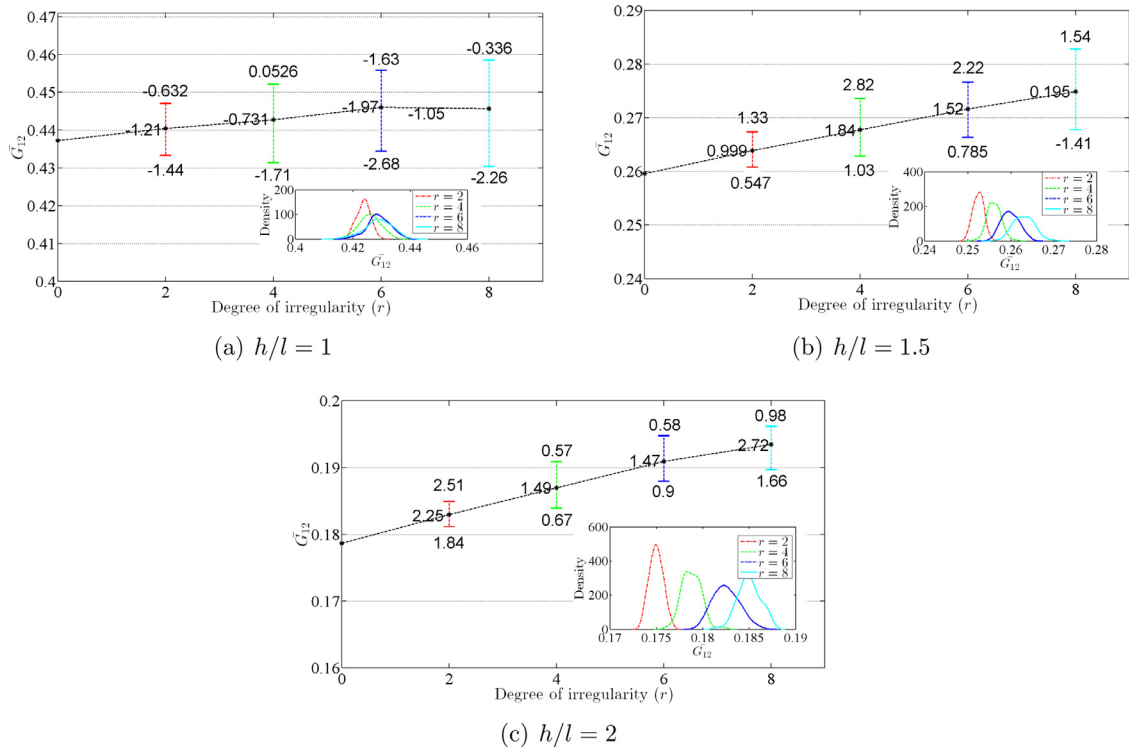 0.47
0.46
0.45
0.44
0.43
0.42
0.41
0.4
Ḡ₁₂
-0.632
-1.21
-1.44
0.0526
-0.731
-1.71
-1.63
-1.97
-2.68
-0.336
-1.05
-2.26
200
100
0
Density
r = 2
r = 4
r = 6
r = 8
0.4 0.42 0.44 0.46
Ḡ₁₂
0 2 4 6 8
Degree of irregularity (r)
(a) h/l = 1
0.29
0.28
0.27
0.26
0.25
0.24
Ḡ₁₂
1.33
0.999
0.547
2.82
1.84
1.03
2.22
1.52
0.785
1.54
0.195
-1.41
400
200
0
Density
r = 2
r = 4
r = 6
r = 8
0.24 0.25 0.26 0.27 0.28
Ḡ₁₂
0 2 4 6 8
Degree of irregularity (r)
(b) h/l = 1.5
0.2
0.19
0.18
0.17
0.16
Ḡ₁₂
2.51
2.25
1.84
0.57
1.49
0.67
0.58
1.47
0.9
0.98
2.72
1.66
600
400
200
0
Density
r = 2
r = 4
r = 6
r = 8
0.17 0.175 0.18 0.185 0.19
Ḡ₁₂
0 2 4 6 8
Degree of irregularity (r)
(c) h/l = 2